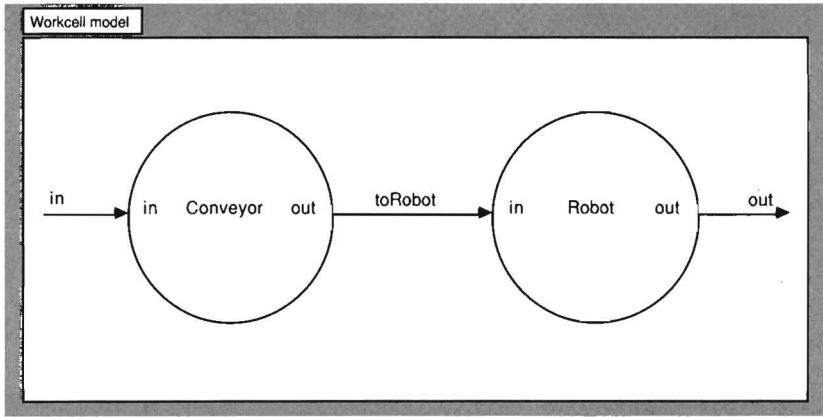 Workcell model
in
in Conveyor out
toRobot
in Robot out
out